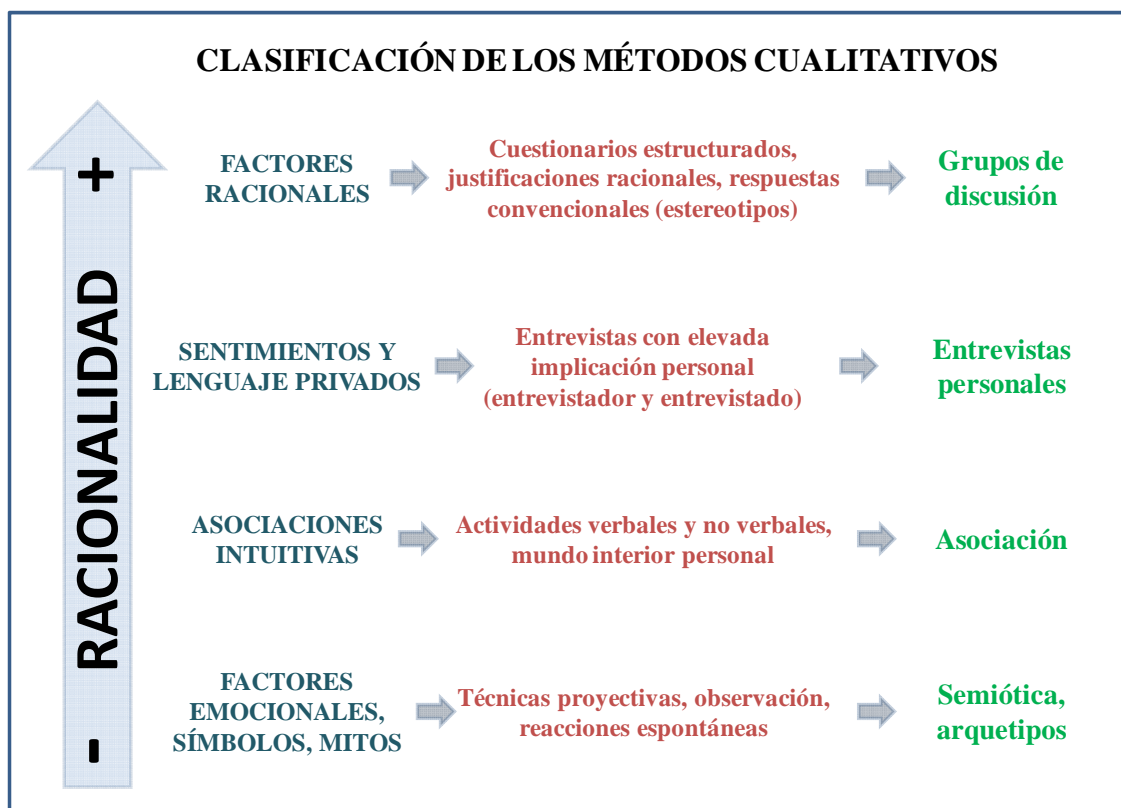 CLASIFICACIÓN DE LOS MÉTODOS CUALITATIVOS
+
RACIONALIDAD
-
FACTORES
RACIONALES
Cuestionarios estructurados,
justificaciones racionales, respuestas
convencionales (estereotipos)
Grupos de
discusión
SENTIMIENTOS Y
LENGUAJE PRIVADOS
Entrevistas con elevada
implicación personal
(entrevistador y entrevistado)
Entrevistas
personales
ASOCIACIONES
INTUITIVAS
Actividades verbales y no verbales,
mundo interior personal
Asociación
FACTORES
EMOCIONALES,
SÍMBOLOS, MITOS
Técnicas proyectivas, observación,
reacciones espontáneas
Semiótica,
arquetipos